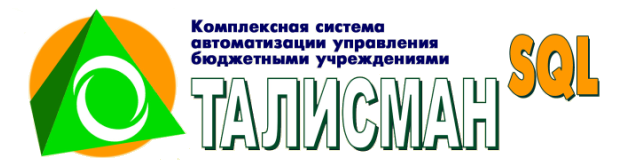 Комплексная система
автоматизации управления
бюджетными учреждениями
ТАЛИСМАН SQL